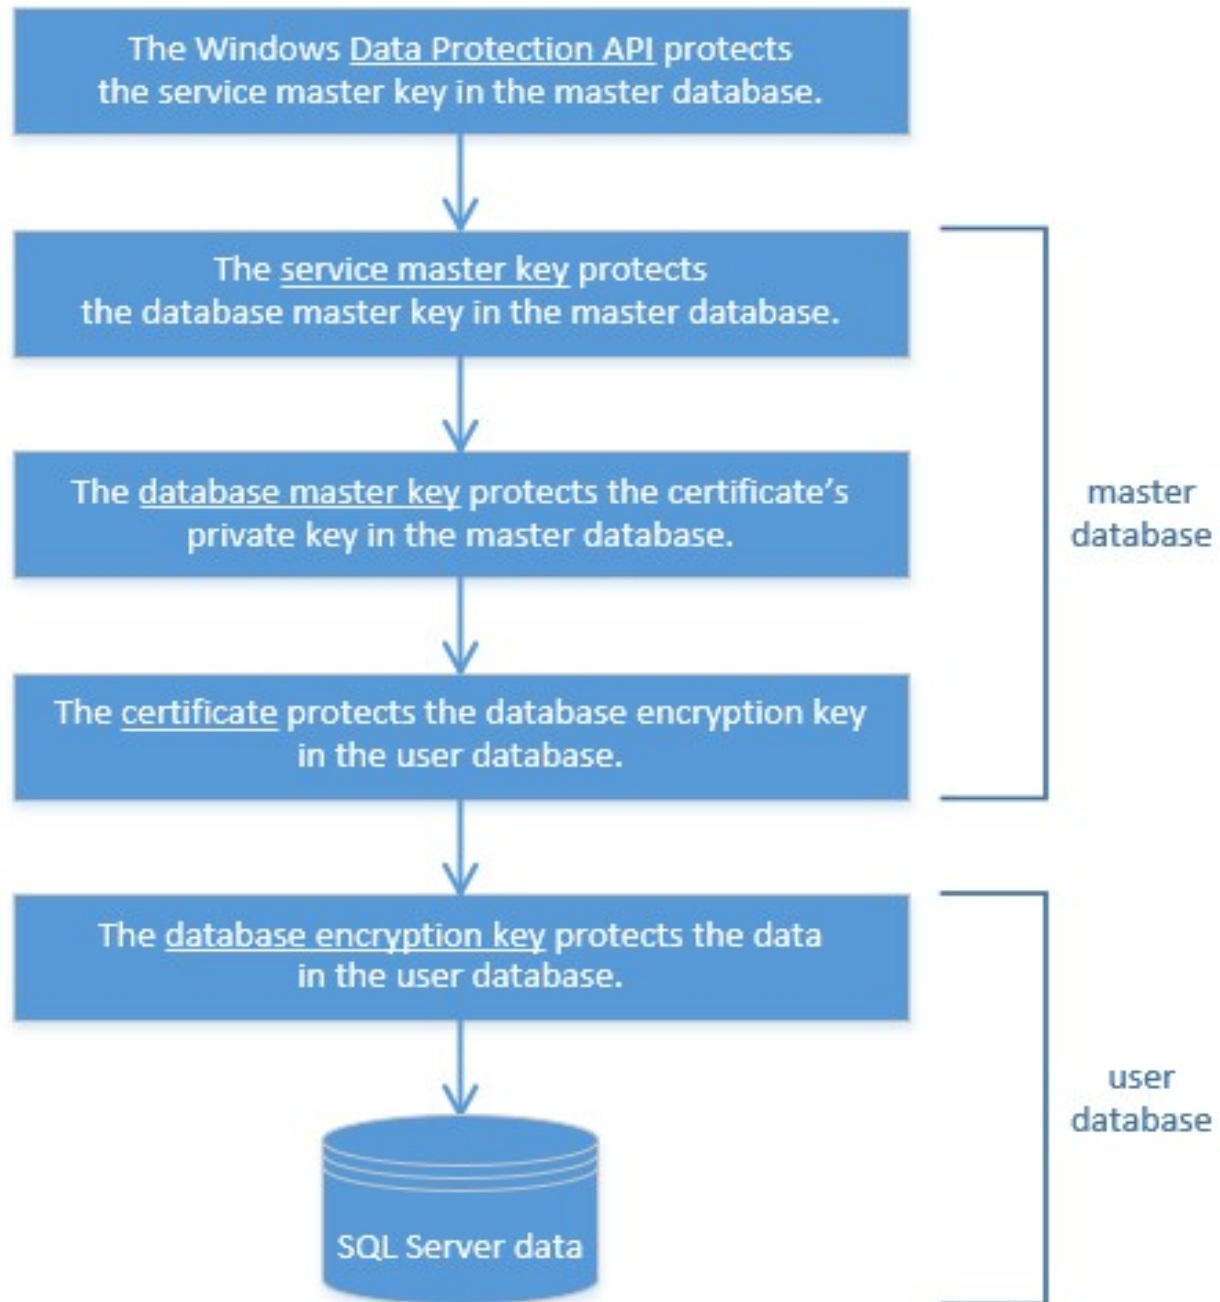 The Windows Data Protection API protects
the service master key in the master database.
The service master key protects
the database master key in the master database.
The database master key protects the certificate’s
private key in the master database.
master
database
The certificate protects the database encryption key
in the user database.
The database encryption key protects the data
in the user database.
user
database
SQL Server data